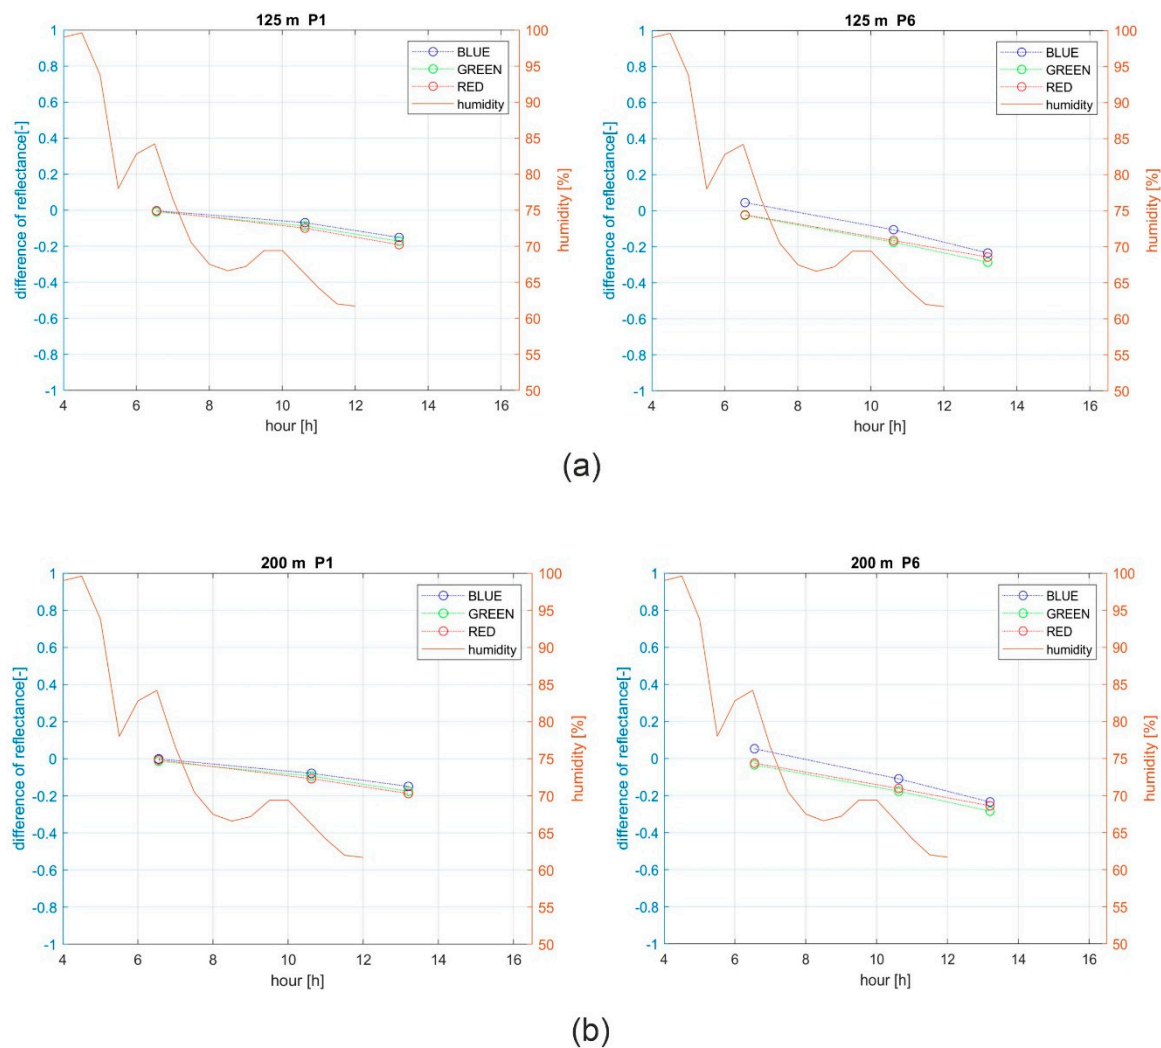 125 m P1
1
0.8
0.6
0.4
0.2
0
-0.2
-0.4
-0.6
-0.8
-1
difference of reflectance[-]
100
95
90
85
80
75
70
65
60
55
50
humidity [%]
BLUE
GREEN
RED
humidity
4 6 8 10 12 14 16
hour [h]
125 m P6
1
0.8
0.6
0.4
0.2
0
-0.2
-0.4
-0.6
-0.8
-1
difference of reflectance[-]
100
95
90
85
80
75
70
65
60
55
50
humidity [%]
BLUE
GREEN
RED
humidity
4 6 8 10 12 14 16
hour [h]
(a)
200 m P1
1
0.8
0.6
0.4
0.2
0
-0.2
-0.4
-0.6
-0.8
-1
difference of reflectance[-]
100
95
90
85
80
75
70
65
60
55
50
humidity [%]
BLUE
GREEN
RED
humidity
4 6 8 10 12 14 16
hour [h]
200 m P6
1
0.8
0.6
0.4
0.2
0
-0.2
-0.4
-0.6
-0.8
-1
difference of reflectance[-]
100
95
90
85
80
75
70
65
60
55
50
humidity [%]
BLUE
GREEN
RED
humidity
4 6 8 10 12 14 16
hour [h]
(b)